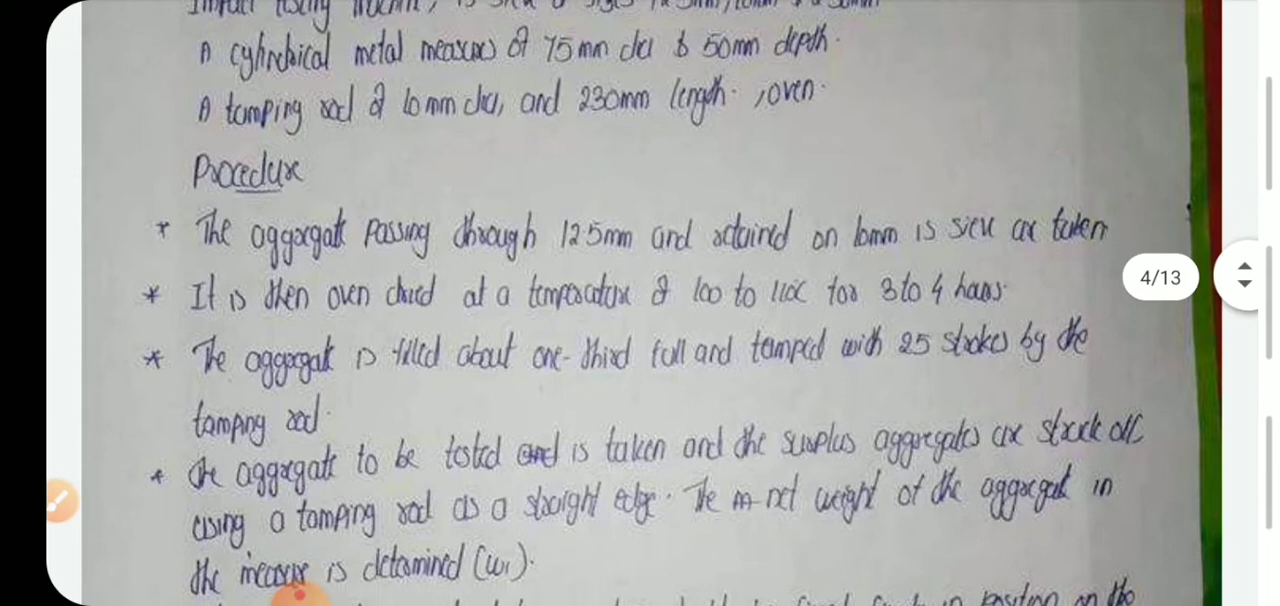 A cylindrical metal measures of 75mm dia & 50mm depth.
A tamping rod of 10mm dia, and 230mm length. , oven.
Procedure
* The aggregate passing through 12.5mm and retained on 10mm is sieve are taken
4/13
* It is then oven dried at a temperature of 100 to 110c for 3 to 4 hours.
* The aggregate is filled about one-third full and tamped with 25 strokes by the
tamping rod.
* The aggregate to be tested is taken and the surplus aggregates are struck off
using a tamping rod as a straight edge. The net weight of the aggregate in
the measure is determined (W1).
in position on the